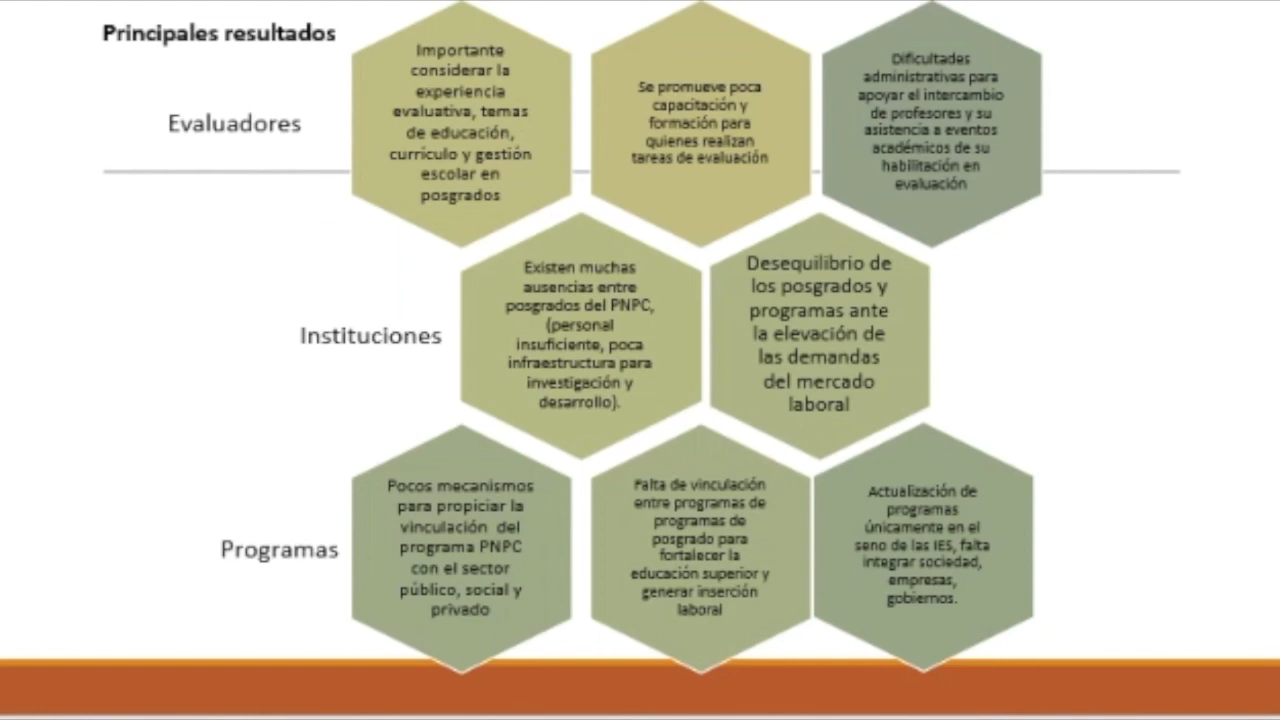 Principales resultados
Evaluadores
Importante
considerar la
experiencia
evaluativa, temas
de educación,
currículo y gestión
escolar en
posgrados
Se promueve poca
capacitación y
formación para
quienes realizan
tareas de evaluación
Dificultades
administrativas para
apoyar el intercambio
de profesores y su
asistencia a eventos
académicos de su
habilitación en
evaluación
Instituciones
Existen muchas
ausencias entre
posgrados del PNPC,
(personal
insuficiente, poca
infraestructura para
investigación y
desarrollo).
Desequilibrio de
los posgrados y
programas ante
la elevación de
las demandas
del mercado
laboral
Programas
Pocos mecanismos
para propiciar la
vinculación del
programa PNPC
con el sector
público, social y
privado
Falta de vinculación
entre programas de
programas de
posgrado para
fortalecer la
educación superior y
generar inserción
laboral
Actualización de
programas
únicamente en el
seno de las IES, falta
integrar sociedad,
empresas,
gobiernos.